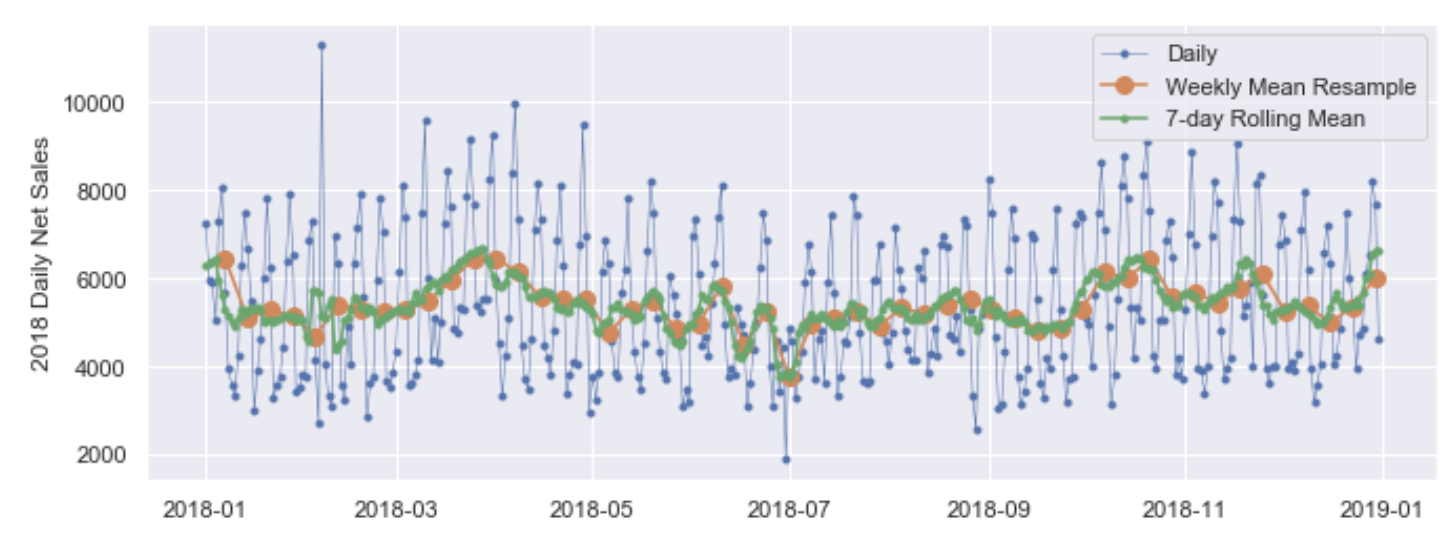 Daily
Weekly Mean Resample
7-day Rolling Mean
2018 Daily Net Sales
10000
8000
6000
4000
2000
2018-01 2018-03 2018-05 2018-07 2018-09 2018-11 2019-01